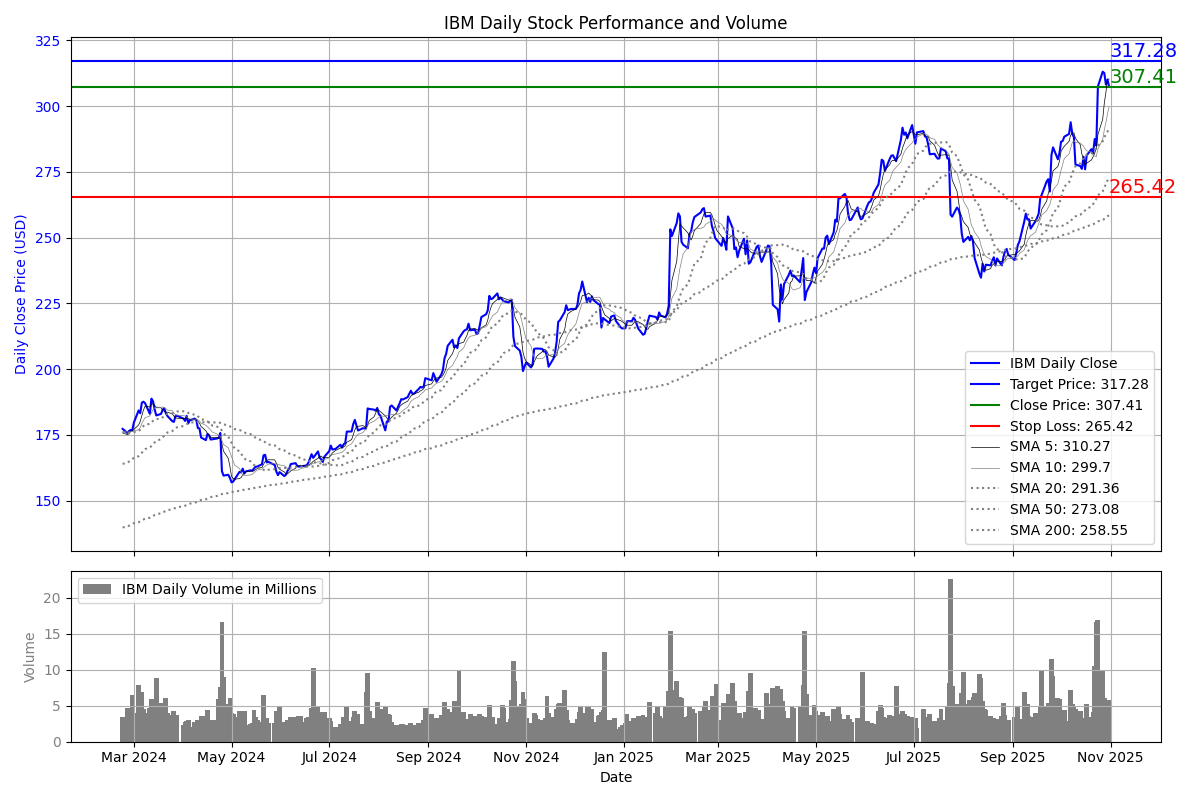 IBM Daily Stock Performance and Volume
Daily Close Price (USD)
325
300
275
250
225
200
175
150
317.28
307.41
265.42
IBM Daily Close
Target Price: 317.28
Close Price: 307.41
Stop Loss: 265.42
SMA 5: 310.27
SMA 10: 299.7
SMA 20: 291.36
SMA 50: 273.08
SMA 200: 258.55
IBM Daily Volume in Millions
Volume
20
15
10
5
0
Mar 2024 May 2024 Jul 2024 Sep 2024 Nov 2024 Jan 2025 Mar 2025 May 2025 Jul 2025 Sep 2025 Nov 2025
Date